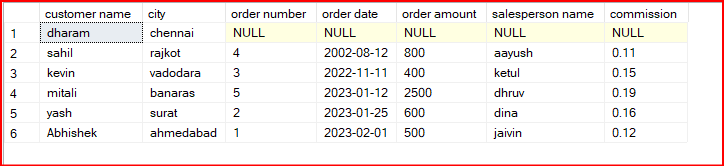 customer name city order number order date order amount salesperson name commission
1 dharam chennai NULL NULL NULL NULL NULL
2 sahil rajkot 4 2002-08-12 800 aayush 0.11
3 kevin vadodara 3 2022-11-11 400 ketul 0.15
4 mitali banaras 5 2023-01-12 2500 dhruv 0.19
5 yash surat 2 2023-01-25 600 dina 0.16
6 Abhishek ahmedabad 1 2023-02-01 500 jaivin 0.12